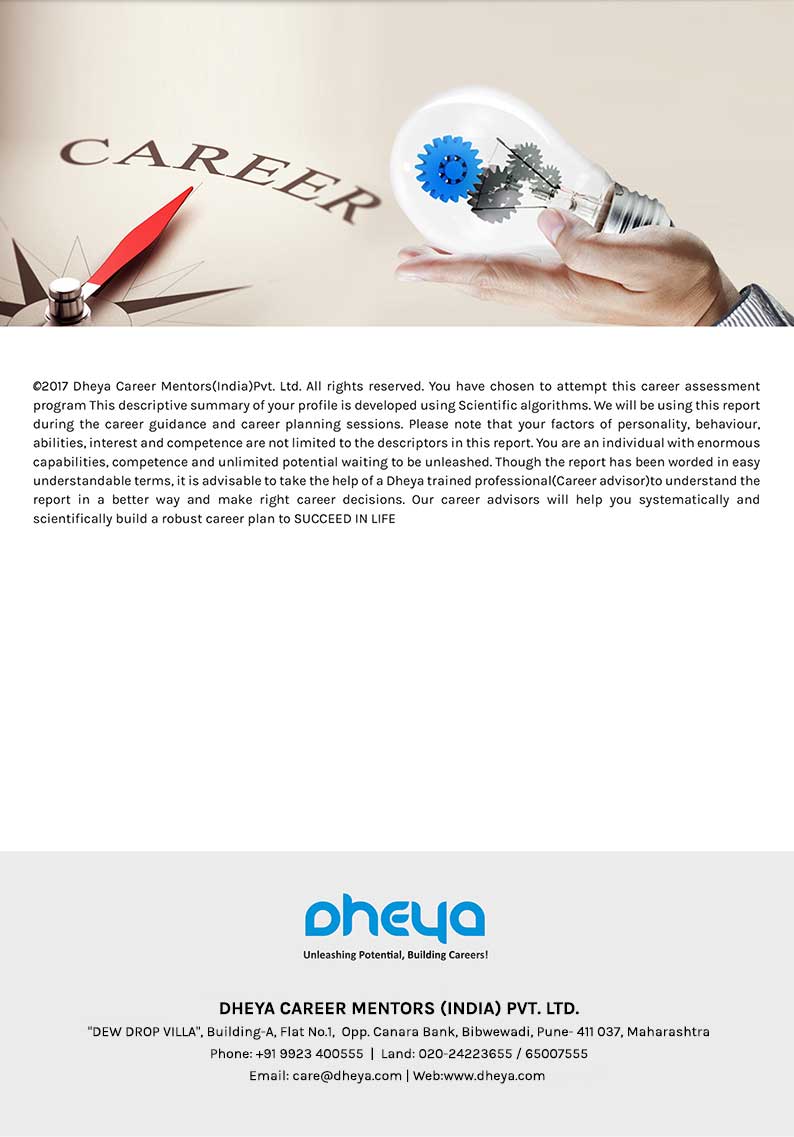 CAREER
©2017 Dheya Career Mentors(India)Pvt. Ltd. All rights reserved. You have chosen to attempt this career assessment
program This descriptive summary of your profile is developed using Scientific algorithms. We will be using this report
during the career guidance and career planning sessions. Please note that your factors of personality, behaviour,
abilities, interest and competence are not limited to the descriptors in this report. You are an individual with enormous
capabilities, competence and unlimited potential waiting to be unleashed. Though the report has been worded in easy
understandable terms, it is advisable to take the help of a Dheya trained professional(Career advisor)to understand the
report in a better way and make right career decisions. Our career advisors will help you systematically and
scientifically build a robust career plan to SUCCEED IN LIFE
Dheya
Unleashing Potential, Building Careers!
DHEYA CAREER MENTORS (INDIA) PVT. LTD.
"DEW DROP VILLA", Building-A, Flat No.1, Opp. Canara Bank, Bibwewadi, Pune- 411 037, Maharashtra
Phone: +91 9923 400555 | Land: 020-24223655 / 65007555
Email: care@dheya.com | Web:www.dheya.com